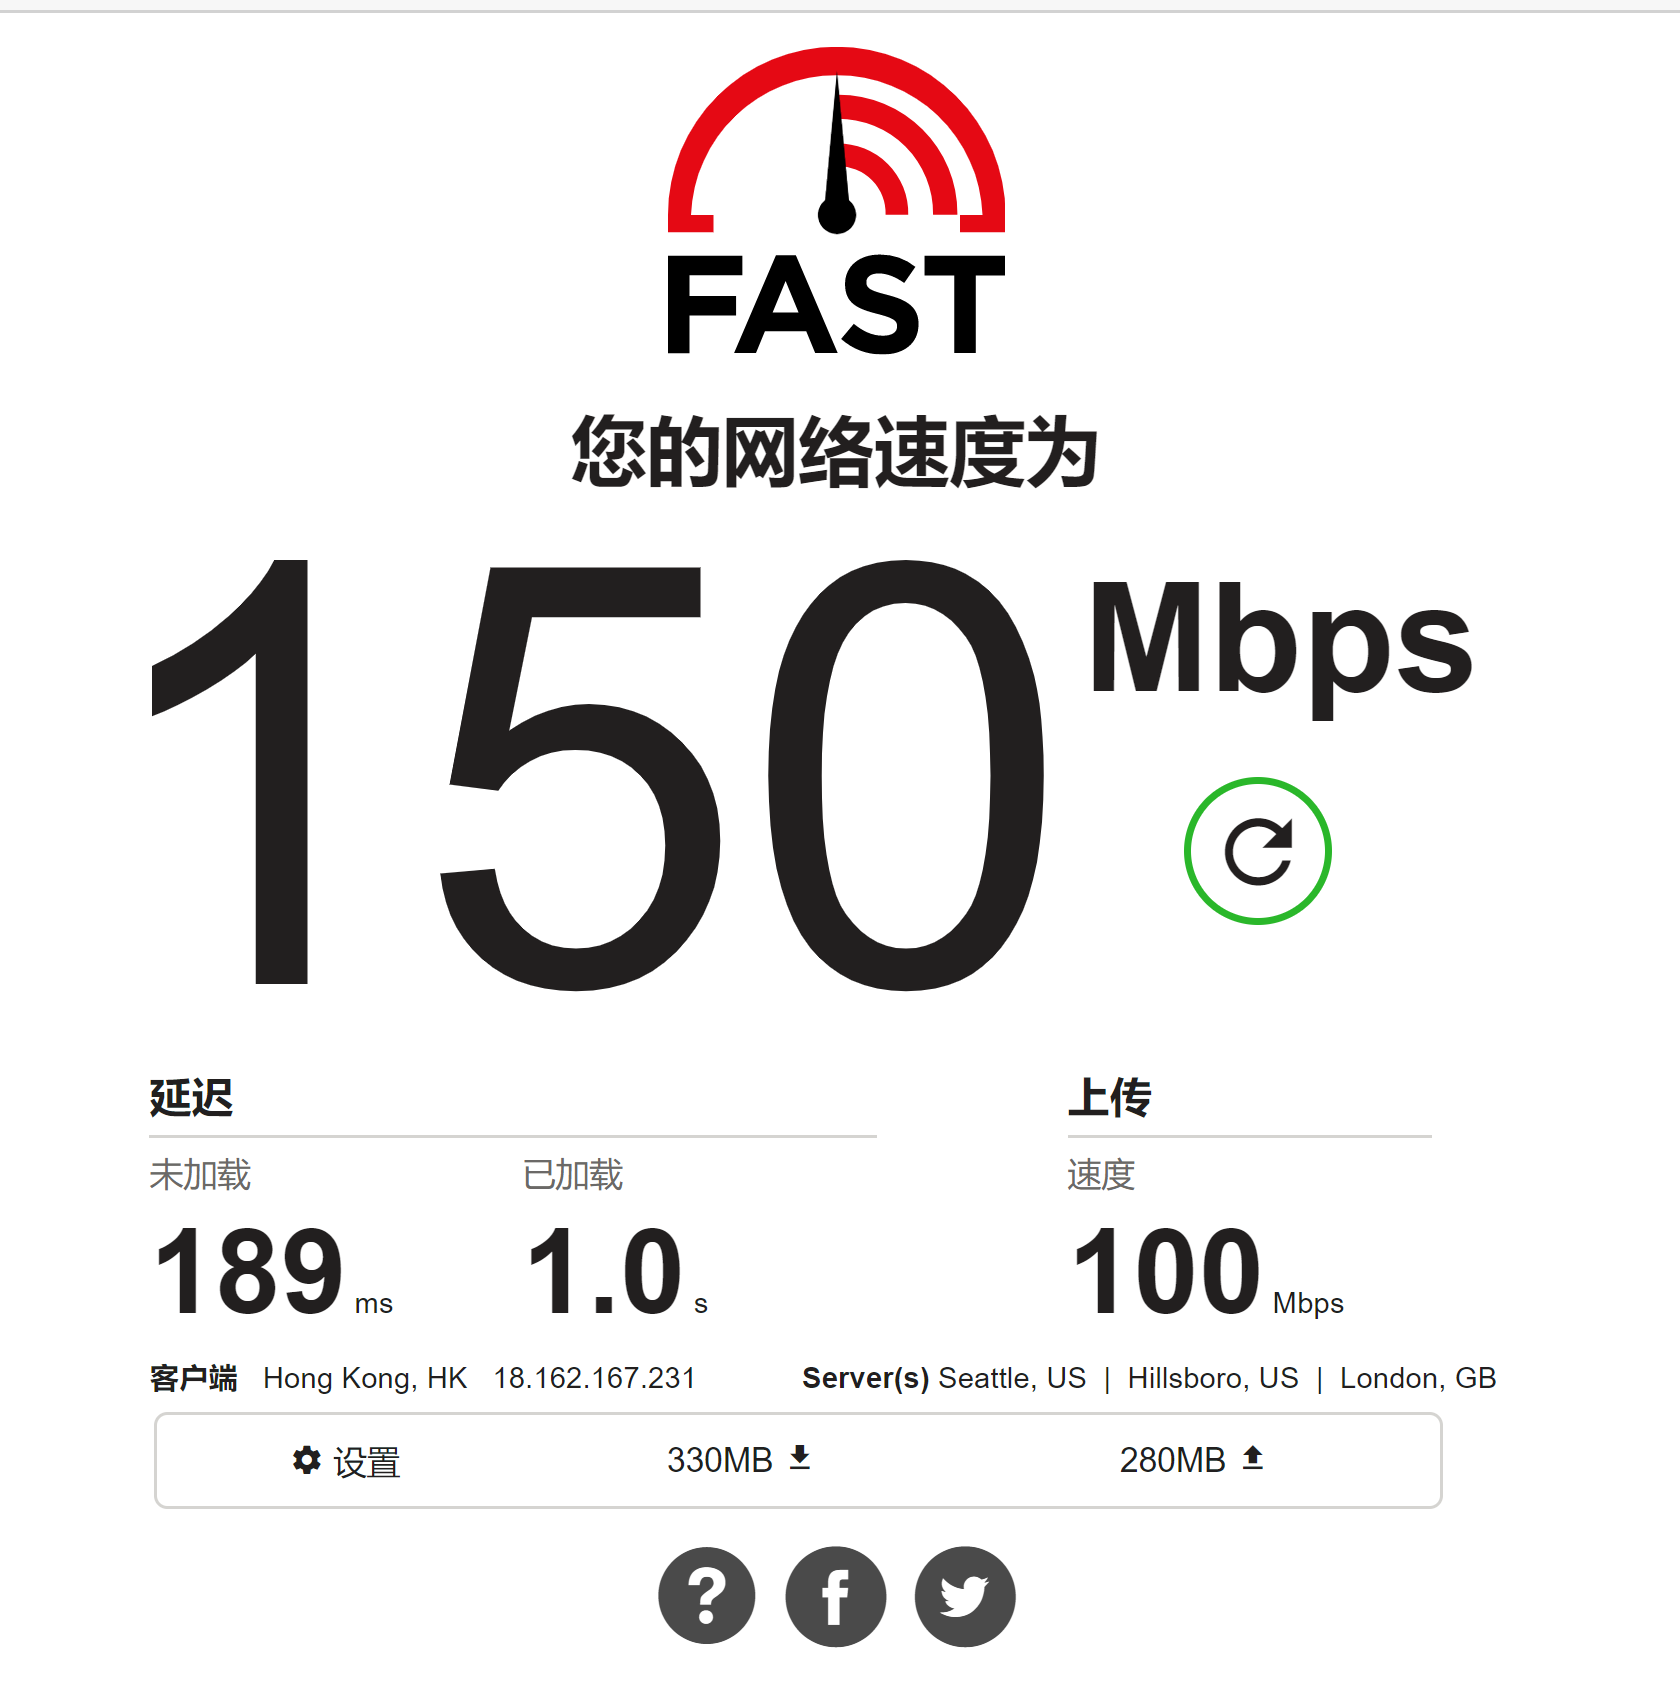 FAST
您的网络速度为
150 Mbps
延迟
上传
未加载 已加载 速度
189 ms 1.0 s 100 Mbps
客户端 Hong Kong, HK 18.162.167.231 Server(s) Seattle, US | Hillsboro, US | London, GB
设置 330MB 280MB